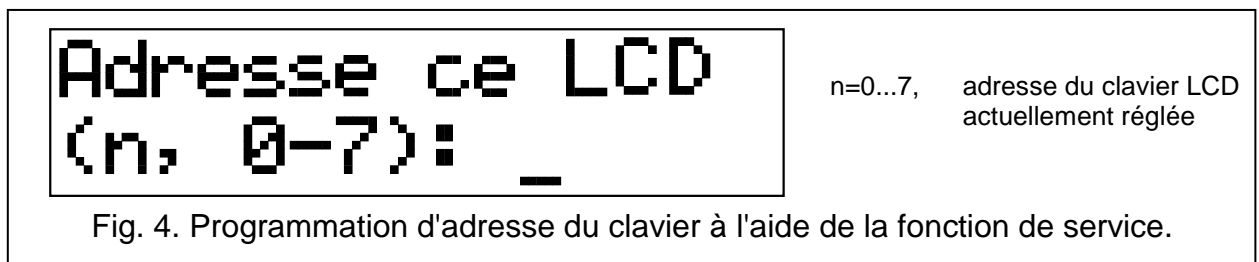 Adresse ce LCD
(n, 0-7): _
n=0...7, adresse du clavier LCD
actuellement réglée
Fig. 4. Programmation d'adresse du clavier à l'aide de la fonction de service.